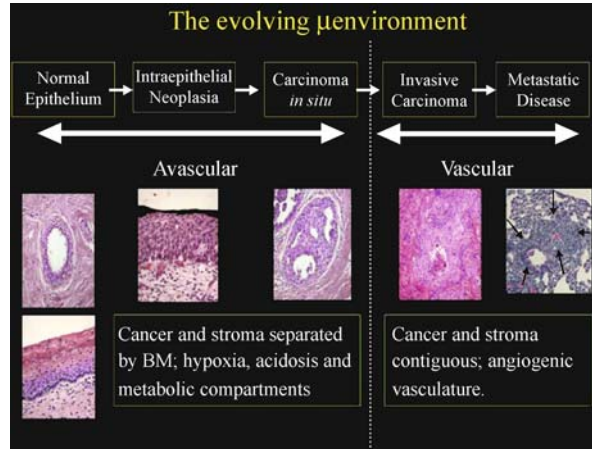 The evolving μenvironment
Normal
Epithelium
Intraepithelial
Neoplasia
Carcinoma
in situ
Invasive
Carcinoma
Metastatic
Disease
Avascular
Vascular
Cancer and stroma separated
by BM; hypoxia, acidosis and
metabolic compartments
Cancer and stroma
contiguous; angiogenic
vasculature.